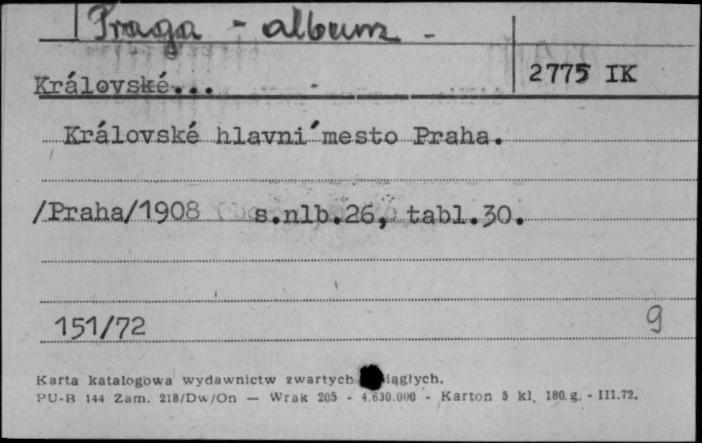 Praga - album -
2775 IK
Královské...
Královské hlavni´mesto Praha.
/Praha/1908 s.nlb.26, tabl.30.
151/72 9
Karta katalogowa wydawnictw zwartych
PU-B 144 Zam. 218/Dw/On — Wrak 205 - 4.630.000 - Karton 5 kl. 180.g. - III.72.